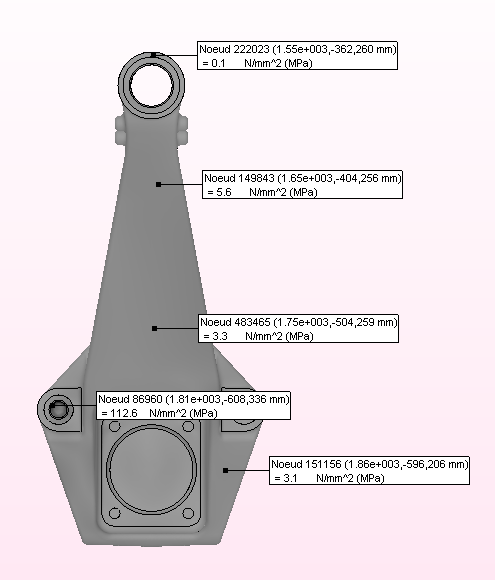 Noeud 222023 (1.55e+003,-362,260 mm)
= 0.1 N/mm^2 (MPa)
Noeud 149843 (1.65e+003,-404,256 mm)
= 5.6 N/mm^2 (MPa)
Noeud 483465 (1.75e+003,-504,259 mm)
= 3.3 N/mm^2 (MPa)
Noeud 86960 (1.81e+003,-608,336 mm)
= 112.6 N/mm^2 (MPa)
Noeud 151156 (1.86e+003,-596,206 mm)
= 3.1 N/mm^2 (MPa)